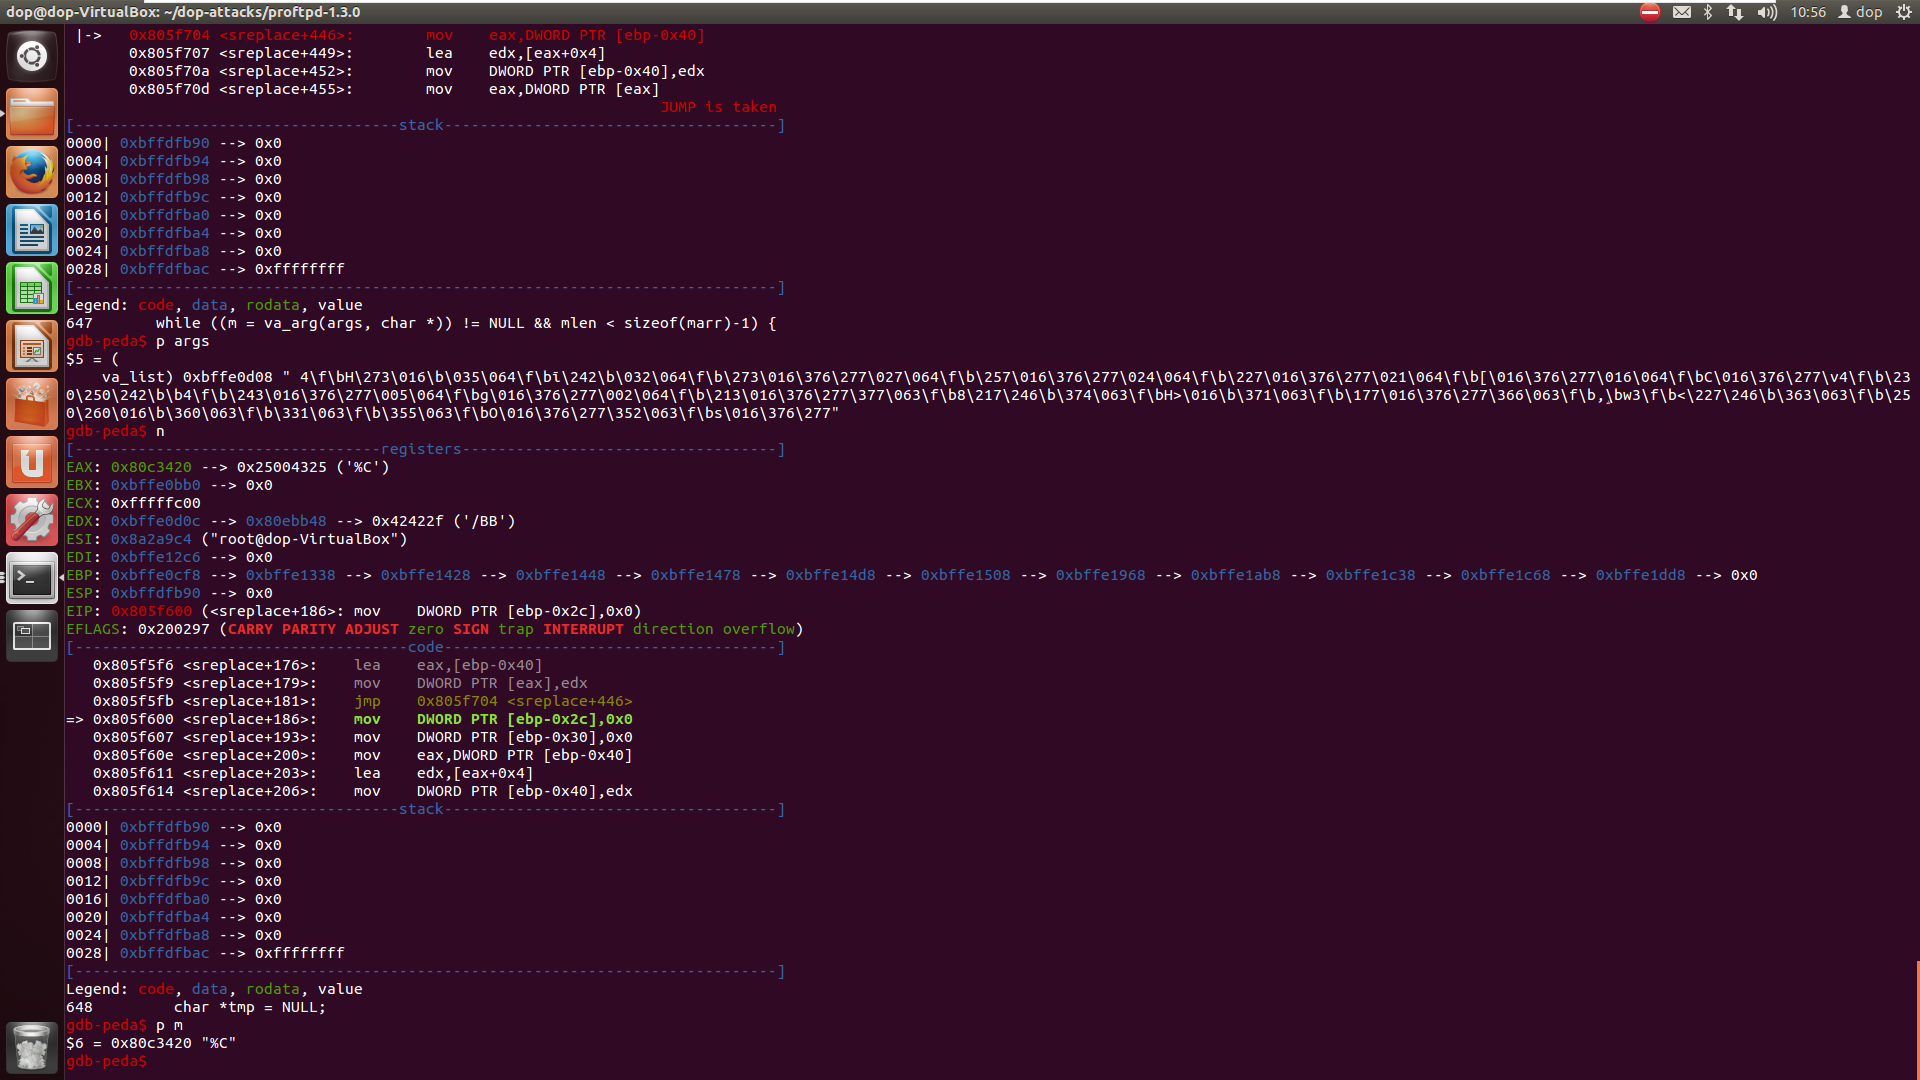 dop@dop-VirtualBox: ~/dop-attacks/proftpd-1.3.0 10:56 dop
|-> 0x805f704 <sreplace+446>: mov eax,DWORD PTR [ebp-0x40]
0x805f707 <sreplace+449>: lea edx,[eax+0x4]
0x805f70a <sreplace+452>: mov DWORD PTR [ebp-0x40],edx
0x805f70d <sreplace+455>: mov eax,DWORD PTR [eax]
JUMP is taken
[------------------------------------stack-------------------------------------]
0000| 0xbffdfb90 --> 0x0
0004| 0xbffdfb94 --> 0x0
0008| 0xbffdfb98 --> 0x0
0012| 0xbffdfb9c --> 0x0
0016| 0xbffdfba0 --> 0x0
0020| 0xbffdfba4 --> 0x0
0024| 0xbffdfba8 --> 0x0
0028| 0xbffdfbac --> 0xffffffff
[------------------------------------------------------------------------------]
Legend: code, data, rodata, value
647 while ((m = va_arg(args, char *)) != NULL && mlen < sizeof(marr)-1) {
gdb-peda$ p args
$5 = (
va_list) 0xbffe0d08 " 4\f\bH\273\016\b\035\064\f\bῐ\242\b\032\064\f\b\273\016\376\277\027\064\f\b\257\016\376\277\024\064\f\b\227\016\376\277\021\064\f\b[\016\376\277\016\064\f\bC\016\376\277\v4\f\b\230\250\242\b\b4\f\b\243\016\376\277\005\064\f\bg\016\376\277\002\064\f\b\213\016\376\277\377\063\f\b8\217\246\b\374\063\f\bH>\016\b\371\063\f\b\177\016\376\277\366\063\f\b,\bw3\f\b<\227\246\b\363\063\f\b\250\260\016\b\360\063\f\b\331\063\f\b\355\063\f\bO\016\376\277\352\063\f\bs\016\376\277"
gdb-peda$ n
[----------------------------------registers-----------------------------------]
EAX: 0x80c3420 --> 0x25004325 ('%C')
EBX: 0xbffe0bb0 --> 0x0
ECX: 0xfffffc00
EDX: 0xbffe0d0c --> 0x80ebb48 --> 0x42422f ('/BB')
ESI: 0x8a2a9c4 ("root@dop-VirtualBox")
EDI: 0xbffe12c6 --> 0x0
EBP: 0xbffe0cf8 --> 0xbffe1338 --> 0xbffe1428 --> 0xbffe1448 --> 0xbffe1478 --> 0xbffe14d8 --> 0xbffe1508 --> 0xbffe1968 --> 0xbffe1ab8 --> 0xbffe1c38 --> 0xbffe1c68 --> 0xbffe1dd8 --> 0x0
ESP: 0xbffdfb90 --> 0x0
EIP: 0x805f600 (<sreplace+186>: mov DWORD PTR [ebp-0x2c],0x0)
EFLAGS: 0x200297 (CARRY PARITY ADJUST zero SIGN trap INTERRUPT direction overflow)
[-------------------------------------code-------------------------------------]
0x805f5f6 <sreplace+176>: lea eax,[ebp-0x40]
0x805f5f9 <sreplace+179>: mov DWORD PTR [eax],edx
0x805f5fb <sreplace+181>: jmp 0x805f704 <sreplace+446>
=> 0x805f600 <sreplace+186>: mov DWORD PTR [ebp-0x2c],0x0
0x805f607 <sreplace+193>: mov DWORD PTR [ebp-0x30],0x0
0x805f60e <sreplace+200>: mov eax,DWORD PTR [ebp-0x40]
0x805f611 <sreplace+203>: lea edx,[eax+0x4]
0x805f614 <sreplace+206>: mov DWORD PTR [ebp-0x40],edx
[------------------------------------stack-------------------------------------]
0000| 0xbffdfb90 --> 0x0
0004| 0xbffdfb94 --> 0x0
0008| 0xbffdfb98 --> 0x0
0012| 0xbffdfb9c --> 0x0
0016| 0xbffdfba0 --> 0x0
0020| 0xbffdfba4 --> 0x0
0024| 0xbffdfba8 --> 0x0
0028| 0xbffdfbac --> 0xffffffff
[------------------------------------------------------------------------------]
Legend: code, data, rodata, value
648 char *tmp = NULL;
gdb-peda$ p m
$6 = 0x80c3420 "%C"
gdb-peda$